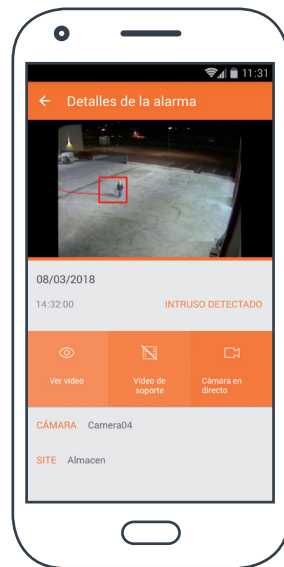 11:31
Detalles de la alarma
08/03/2018
14:32:00 INTRUSO DETECTADO
Ver video Video de soporte Cámara en directo
CÁMARA Camera04
SITE Almacen